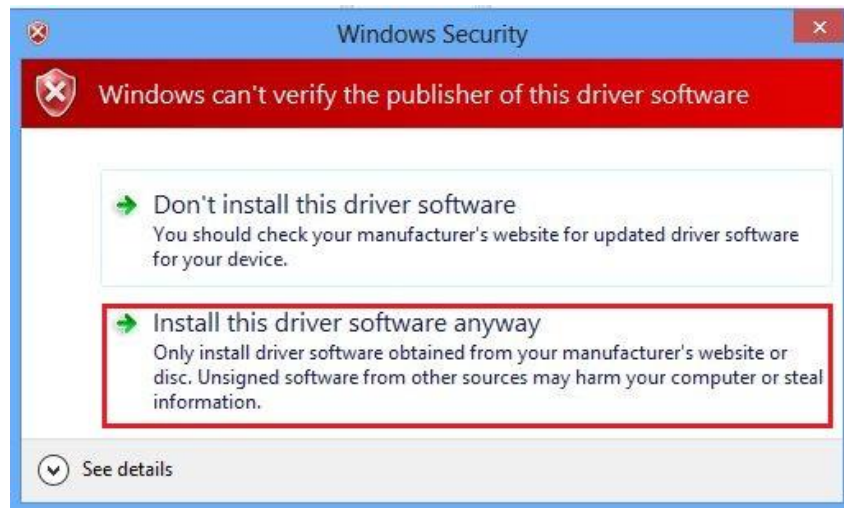 Windows Security
Windows can't verify the publisher of this driver software
Don't install this driver software
You should check your manufacturer's website for updated driver software
for your device.
Install this driver software anyway
Only install driver software obtained from your manufacturer's website or
disc. Unsigned software from other sources may harm your computer or steal
information.
See details